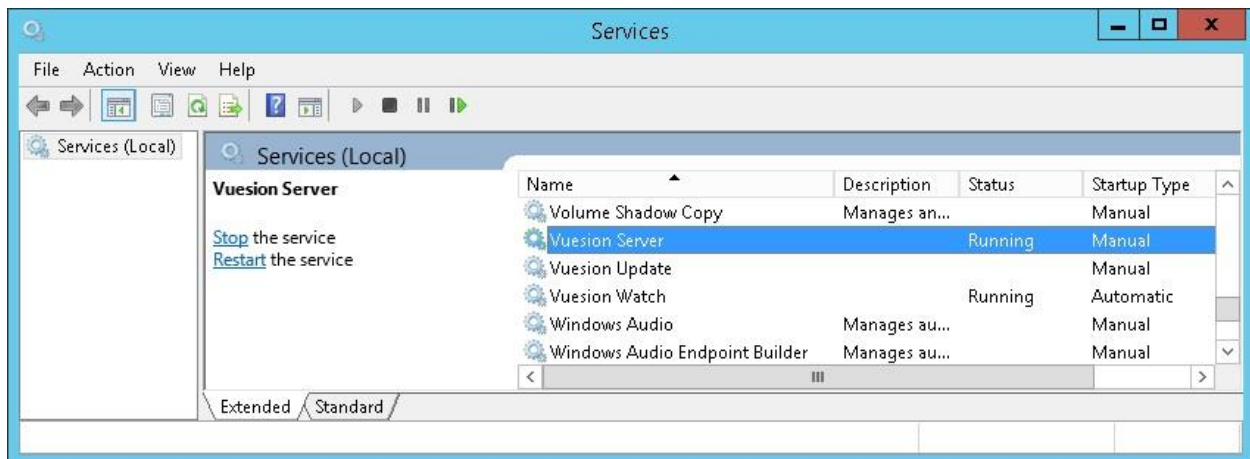 Services
File Action View Help
Services (Local)
Services (Local)
Vuesion Server
Stop the service
Restart the service
Name Description Status Startup Type
Volume Shadow Copy Manages an... Manual
Vuesion Server Running Manual
Vuesion Update Manual
Vuesion Watch Running Automatic
Windows Audio Manages au... Manual
Windows Audio Endpoint Builder Manages au... Manual
Extended Standard